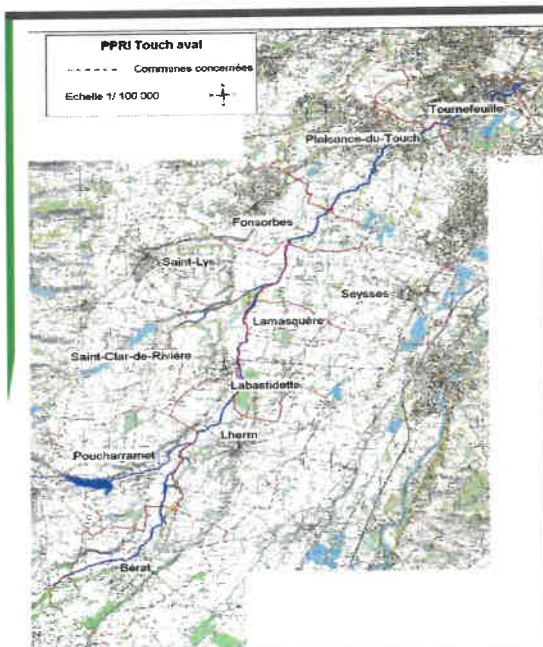 PPRI Touch aval
Communes concernées
Echelle 1/ 100 000
Tournefeuille
Plaisance-du-Touch
Fonsorbes
Saint-Lys
Seysses
Lamasquère
Saint-Clar-de-Rivière
Labastidette
Lherm
Poucharramet
Bérat